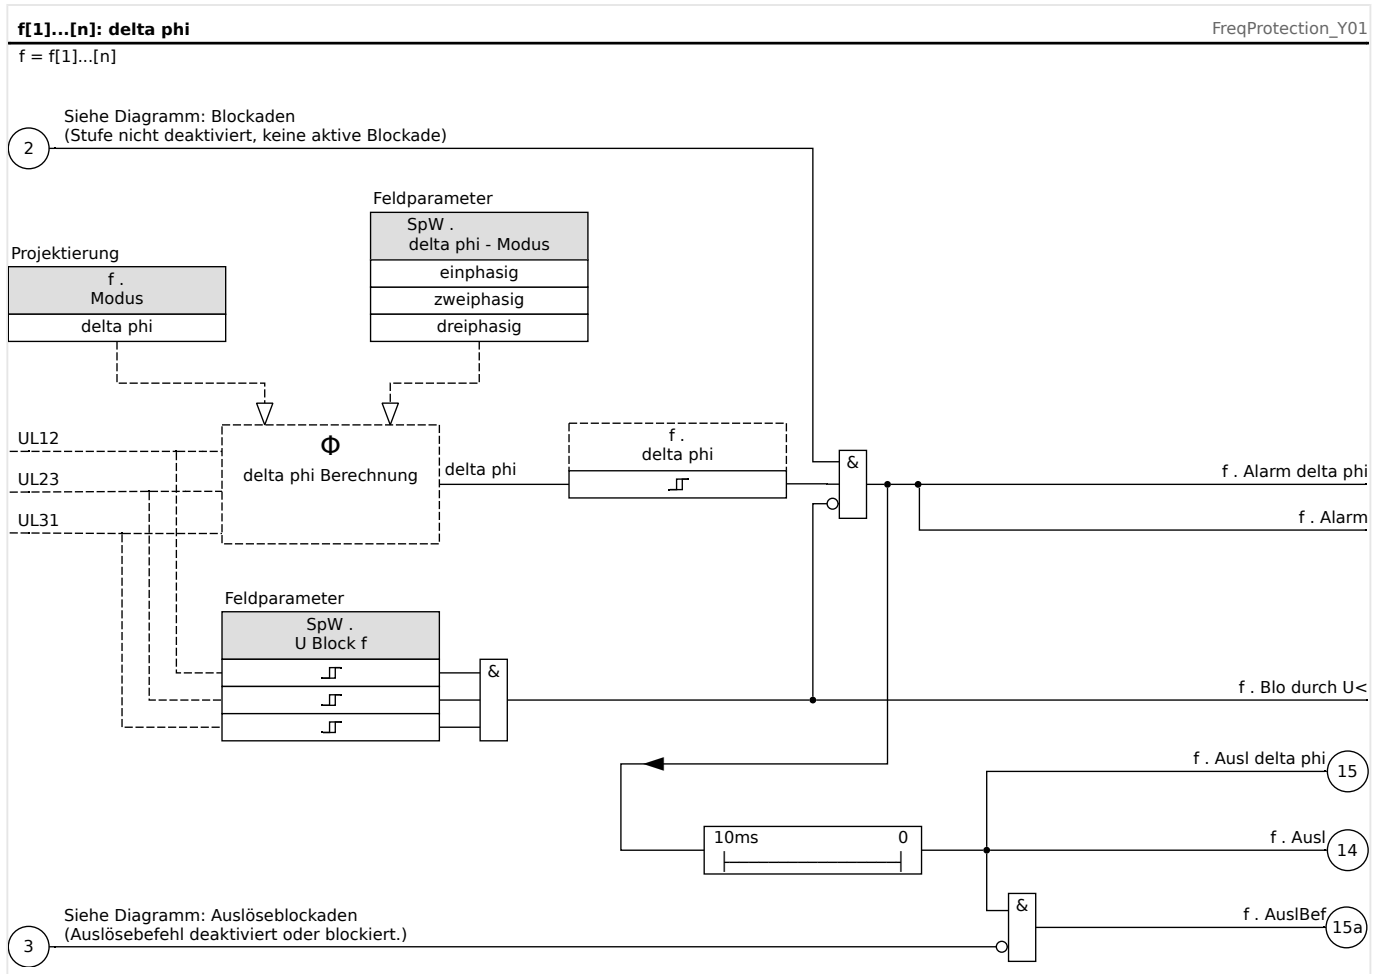 f[1]...[n]: delta phi
FreqProtection_Y01
f = f[1]...[n]
Siehe Diagramm: Blockaden
(Stufe nicht deaktiviert, keine aktive Blockade)
2
Feldparameter
SpW .
delta phi - Modus
einphasig
zweiphasig
dreiphasig
Projektierung
f .
Modus
delta phi
UL12
UL23
UL31
Φ
delta phi Berechnung
delta phi
f .
delta phi
&
f . Alarm delta phi
f . Alarm
Feldparameter
SpW .
U Block f
&
f . Blo durch U<
f . Ausl delta phi
15
10ms
0
f . Ausl
14
&
f . AuslBef
15a
Siehe Diagramm: Auslöseblockaden
(Auslösebefehl deaktiviert oder blockiert.)
3